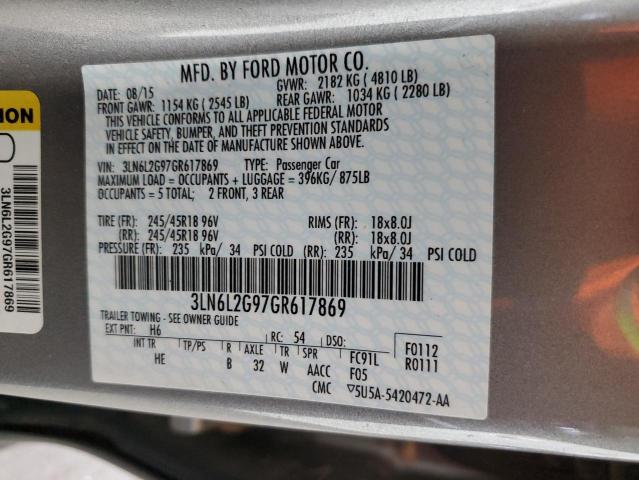 MFD. BY FORD MOTOR CO.
08/15
GVWR: 2182 KG ( 4810 LB)
FRONT GAWR: 1154 KG ( 2545 LB)
REAR GAWR: 1034 KG ( 2280 LB)
THIS VEHICLE CONFORMS TO ALL APPLICABLE FEDERAL MOTOR
VEHICLE SAFETY, BUMPER, AND THEFT PREVENTION STANDARDS
IN EFFECT ON THE DATE OF MANUFACTURE SHOWN ABOVE.
VIN: 3LN6L2G97GR617869 TYPE: Passenger Car
MAXIMUM LOAD = OCCUPANTS + LUGGAGE = 396KG/ 875LB
OCCUPANTS = 5 TOTAL; 2 FRONT, 3 REAR
TIRE (FR): 245/45R18 96V RIMS (FR): 18x8.0J
(RR): 245/45R18 96V (RR): 18x8.0J
PRESSURE (FR): 235 kPa/ 34 PSI COLD (RR): 235 kPa/ 34 PSI COLD
3LN6L2G97GR617869
TRAILER TOWING - SEE OWNER GUIDE
EXT PNT: H6 RC: 54 DSO:
INT TR TP/PS R AXLE TR SPR FC91L F0112
HE B 32 W AACC F05 R0111
CMC ▽5U5A-5420472-AA
ION
3LN6L2G97GR617869